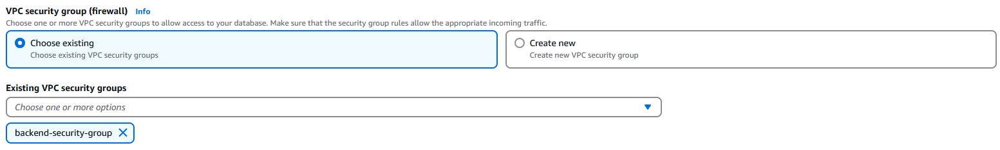 VPC security group (firewall) Info
Choose one or more VPC security groups to allow access to your database. Make sure that the security group rules allow the appropriate incoming traffic.
Choose existing
Choose existing VPC security groups
Create new
Create new VPC security group
Existing VPC security groups
Choose one or more options
backend-security-group